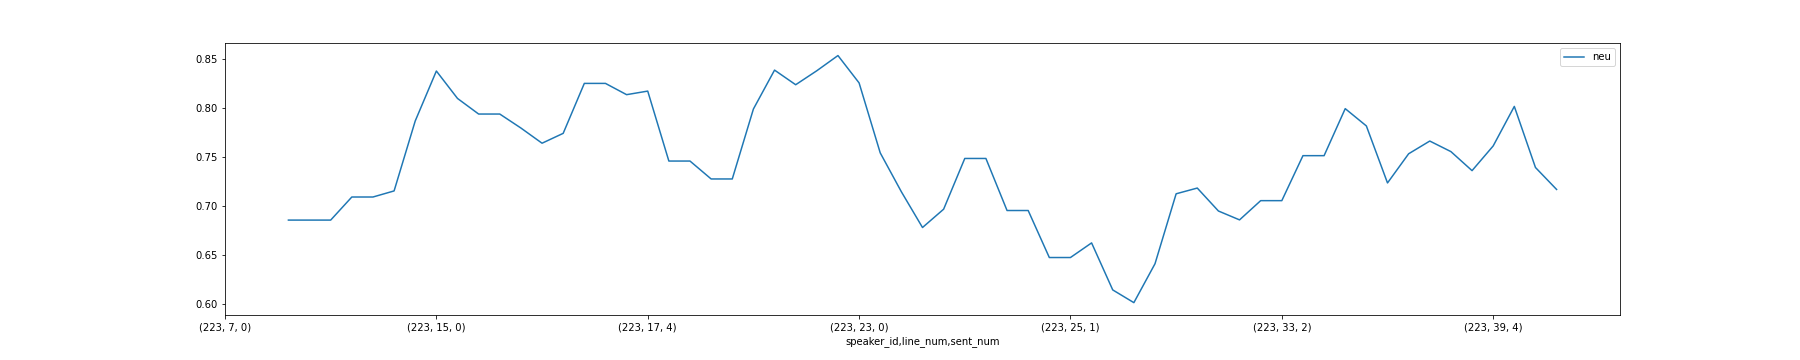 neu
0.85
0.80
0.75
0.70
0.65
0.60
(223, 7, 0) (223, 15, 0) (223, 17, 4) (223, 23, 0) (223, 25, 1) (223, 33, 2) (223, 39, 4)
speaker_id,line_num,sent_num